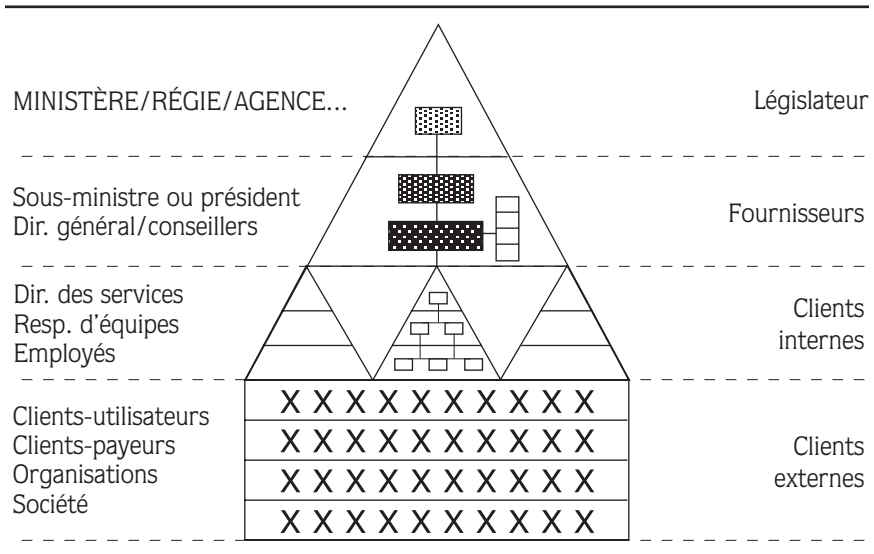 MINISTÈRE/RÉGIE/AGENCE...
Législateur
Sous-ministre ou président
Dir. général/conseillers
Fournisseurs
Dir. des services
Resp. d'équipes
Employés
Clients
internes
Clients-utilisateurs
Clients-payeurs
Organisations
Société
X X X X X X X X X X
X X X X X X X X X X
X X X X X X X X X X
X X X X X X X X X X
Clients
externes